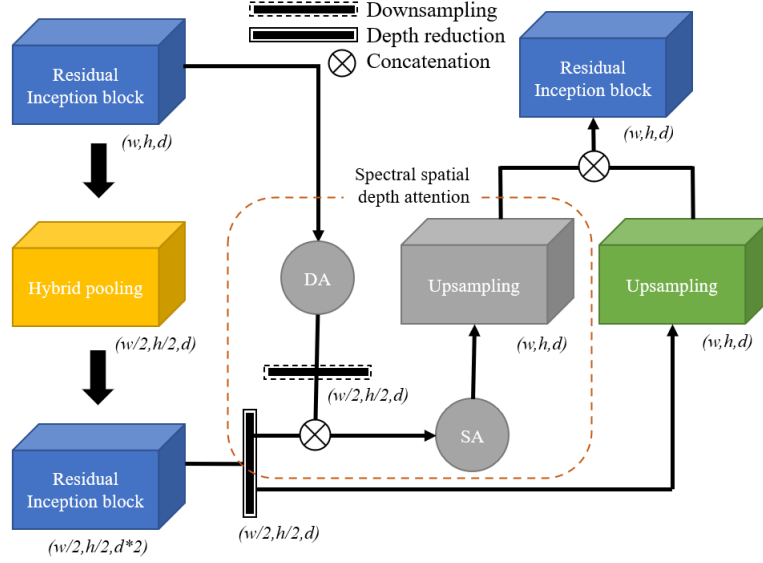 Downsampling
Depth reduction
Concatenation
Residual
Inception block
(w,h,d)
Residual
Inception block
(w,h,d)
Spectral spatial
depth attention
Hybrid pooling
(w/2,h/2,d)
DA
Upsampling
(w,h,d)
Upsampling
(w,h,d)
(w/2,h/2,d)
SA
Residual
Inception block
(w/2,h/2,d*2)
(w/2,h/2,d)